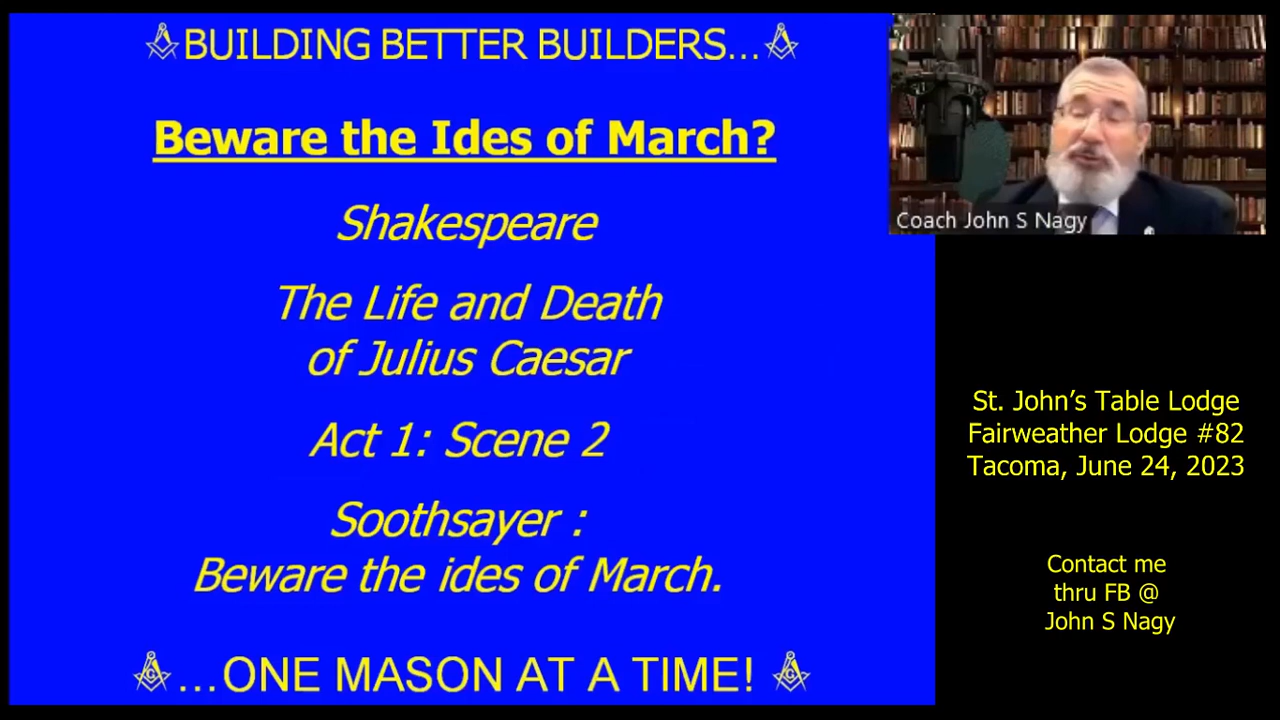 BUILDING BETTER BUILDERS...
Beware the Ides of March?
Shakespeare
The Life and Death
of Julius Caesar
Act 1: Scene 2
Soothsayer :
Beware the ides of March.
...ONE MASON AT A TIME!
Coach John S Nagy
St. John's Table Lodge
Fairweather Lodge #82
Tacoma, June 24, 2023
Contact me
thru FB @
John S Nagy